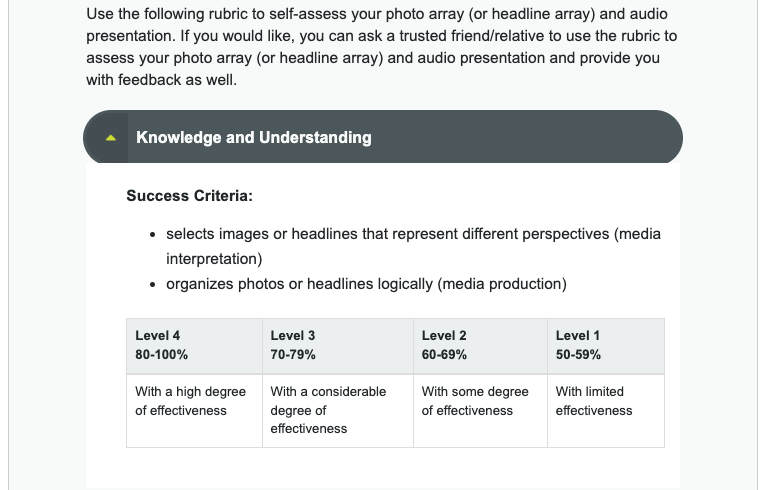 Use the following rubric to self-assess your photo array (or headline array) and audio
presentation. If you would like, you can ask a trusted friend/relative to use the rubric to
assess your photo array (or headline array) and audio presentation and provide you
with feedback as well.
Knowledge and Understanding
Success Criteria:
• selects images or headlines that represent different perspectives (media
interpretation)
• organizes photos or headlines logically (media production)
Level 4
80-100%
Level 3
70-79%
Level 2
60-69%
Level 1
50-59%
With a high degree
of effectiveness
With a considerable
degree of
effectiveness
With some degree
of effectiveness
With limited
effectiveness